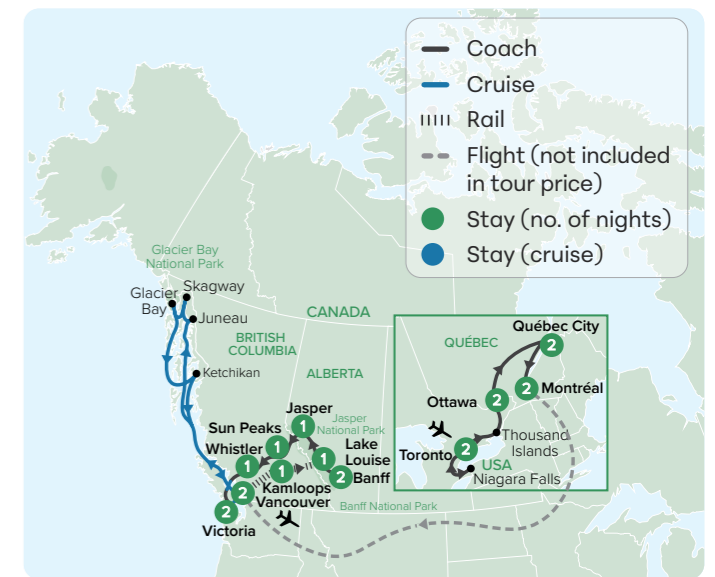 Coach
Cruise
Rail
Flight (not included
in tour price)
Stay (no. of nights)
Stay (cruise)
Glacier Bay
National Park
Glacier
Bay
Skagway
Juneau
Ketchikan
CANADA
BRITISH
COLUMBIA
ALBERTA
Jasper
1
Jasper
National Park
Sun Peaks
1
Whistler
1
Lake
Louise
1
Banff
2
Kamloops
1
Vancouver
2
Victoria
2
Banff National Park
QUÉBEC
Québec City
2
Montréal
2
Ottawa
2
Thousand
Islands
Toronto
2
USA
Niagara Falls